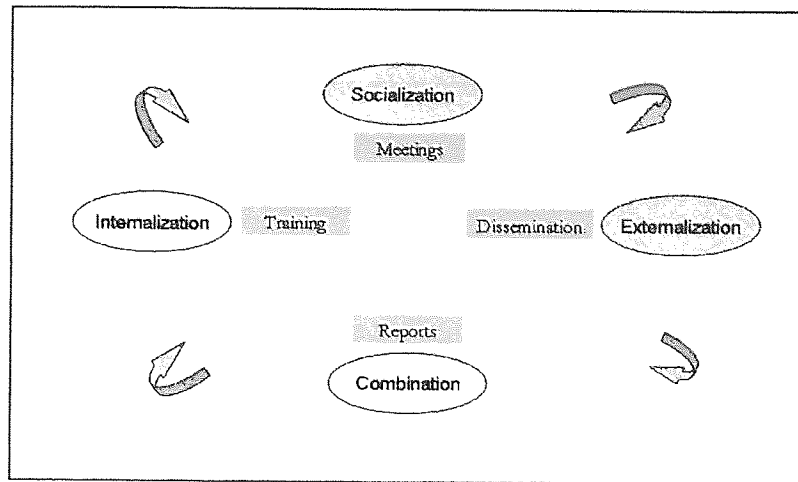 Socialization
Meetings
Internalization
Training
Dissemination
Externalization
Reports
Combination